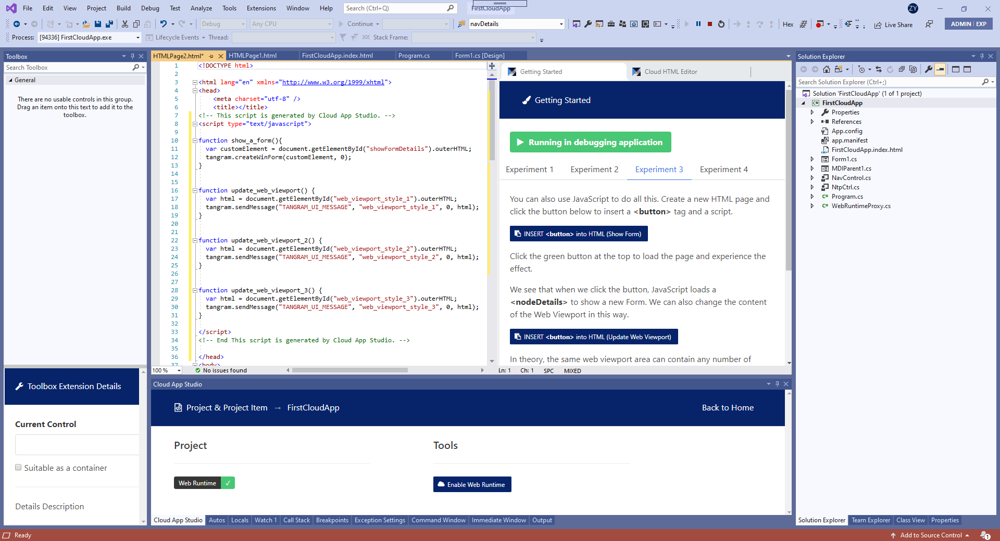 File Edit View Project Build Debug Test Analyze Tools Extensions Window Help Search (Ctrl+Q) FirstCloudApp ZY
Debug Any CPU Continue navDetails Hex Live Share ADMIN EXP
Process: [94336] FirstCloudApp.exe Lifecycle Events Thread: Stack Frame:
Toolbox
Search Toolbox
General
There are no usable controls in this group.
Drag an item onto this text to add it to the
toolbox.
Toolbox Extension Details
Current Control
Suitable as a container
Details Description
HTMLPage2.html* HTMLPage1.html FirstCloudApp.index.html Program.cs Form1.cs [Design]
1 <!DOCTYPE html>
2
3 <html lang="en" xmlns="http://www.w3.org/1999/xhtml">
4 <head>
5 <meta charset="utf-8" />
6 <title></title>
7 <!-- This script is generated by Cloud App Studio. -->
8 <script type="text/javascript">
9
10 function show_a_form(){
11 var customElement = document.getElementById("showFormDetails").outerHTML;
12 tangram.createWinForm(customElement, 0);
13 }
14
15
16 function update_web_viewport() {
17 var html = document.getElementById("web_viewport_style_1").outerHTML;
18 tangram.sendMessage("TANGRAM_UI_MESSAGE", "web_viewport_style_1", 0, html);
19 }
20
21
22 function update_web_viewport_2() {
23 var html = document.getElementById("web_viewport_style_2").outerHTML;
24 tangram.sendMessage("TANGRAM_UI_MESSAGE", "web_viewport_style_2", 0, html);
25 }
26
27
28 function update_web_viewport_3() {
29 var html = document.getElementById("web_viewport_style_3").outerHTML;
30 tangram.sendMessage("TANGRAM_UI_MESSAGE", "web_viewport_style_3", 0, html);
31 }
32
33 </script>
34 <!-- End This script is generated by Cloud App Studio. -->
35
36 </head>
37 <body>
100 % No issues found Ln: 1 Ch: 1 SPC MIXED
Getting Started Cloud HTML Editor
Getting Started
Running in debugging application
Experiment 1 Experiment 2 Experiment 3 Experiment 4
You can also use JavaScript to do all this. Create a new HTML page and
click the button below to insert a <button> tag and a script.
INSERT <button> into HTML (Show Form)
Click the green button at the top to load the page and experience the
effect.
We see that when we click the button, JavaScript loads a
<nodeDetails> to show a new Form. We can also change the content
of the Web Viewport in this way.
INSERT <button> into HTML (Update Web Viewport)
In theory, the same web viewport area can contain any number of
Cloud App Studio
Project & Project Item → FirstCloudApp Back to Home
Project
Web Runtime ✓
Tools
Enable Web Runtime
Cloud App Studio Autos Locals Watch 1 Call Stack Breakpoints Exception Settings Command Window Immediate Window Output
Solution Explorer
Search Solution Explorer (Ctrl+;)
Solution 'FirstCloudApp' (1 of 1 project)
C# FirstCloudApp
Properties
References
App.config
app.manifest
FirstCloudApp.index.html
Form1.cs
MDIParent1.cs
NavControl.cs
NtpCtrl.cs
C# Program.cs
C# WebRuntimeProxy.cs
Solution Explorer Team Explorer Class View Properties
Ready Add to Source Control 1